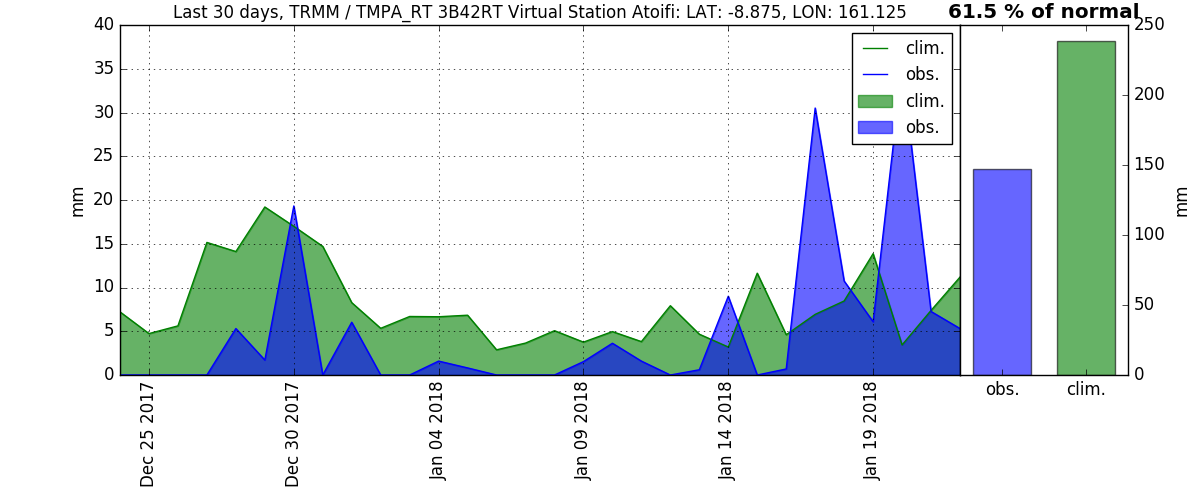 Last 30 days, TRMM / TMPA_RT 3B42RT Virtual Station Atoifi: LAT: -8.875, LON: 161.125
61.5 % of normal
40
35
30
25
20
15
10
5
0
mm
clim.
obs.
clim.
obs.
250
200
150
100
50
0
mm
Dec 25 2017
Dec 30 2017
Jan 04 2018
Jan 09 2018
Jan 14 2018
Jan 19 2018
obs.
clim.